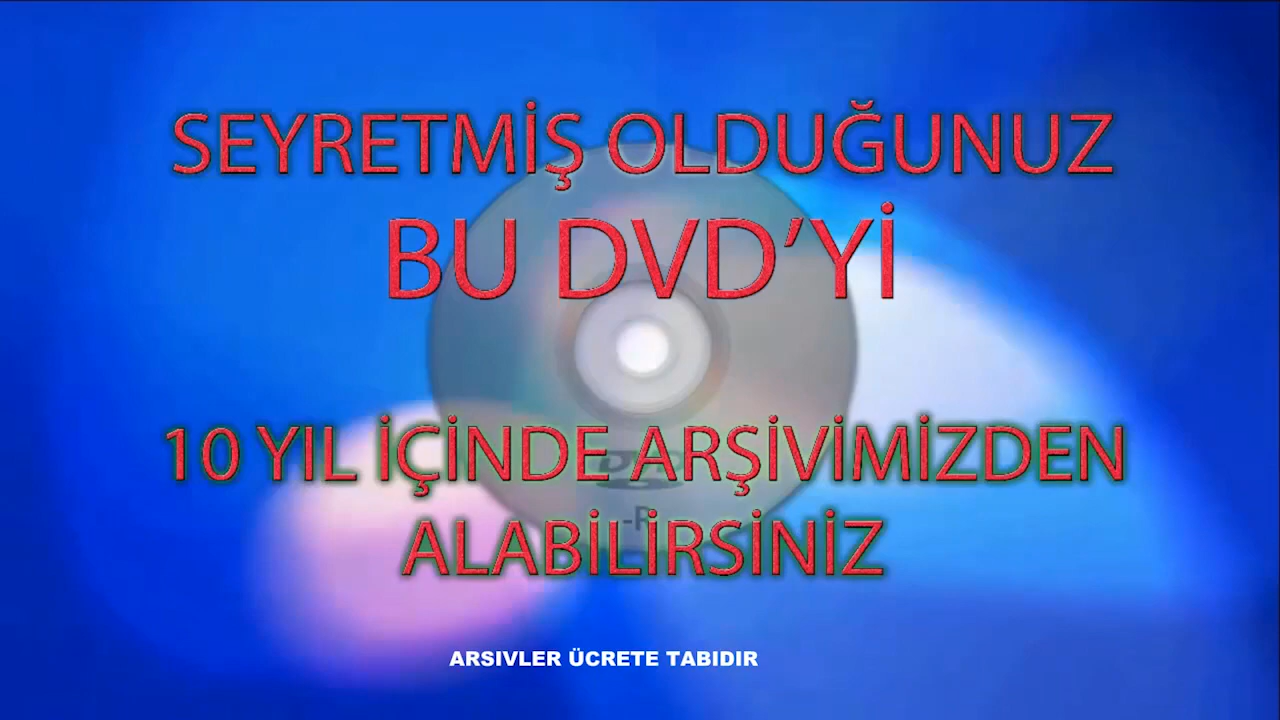 SEYRETMİŞ OLDUĞUNUZ
BU DVD’Yİ
10 YIL İÇİNDE ARŞİVİMİZDEN
DVD
-R
ALABİLİRSİNİZ
ARSIVLER ÜCRETE TABIDIR